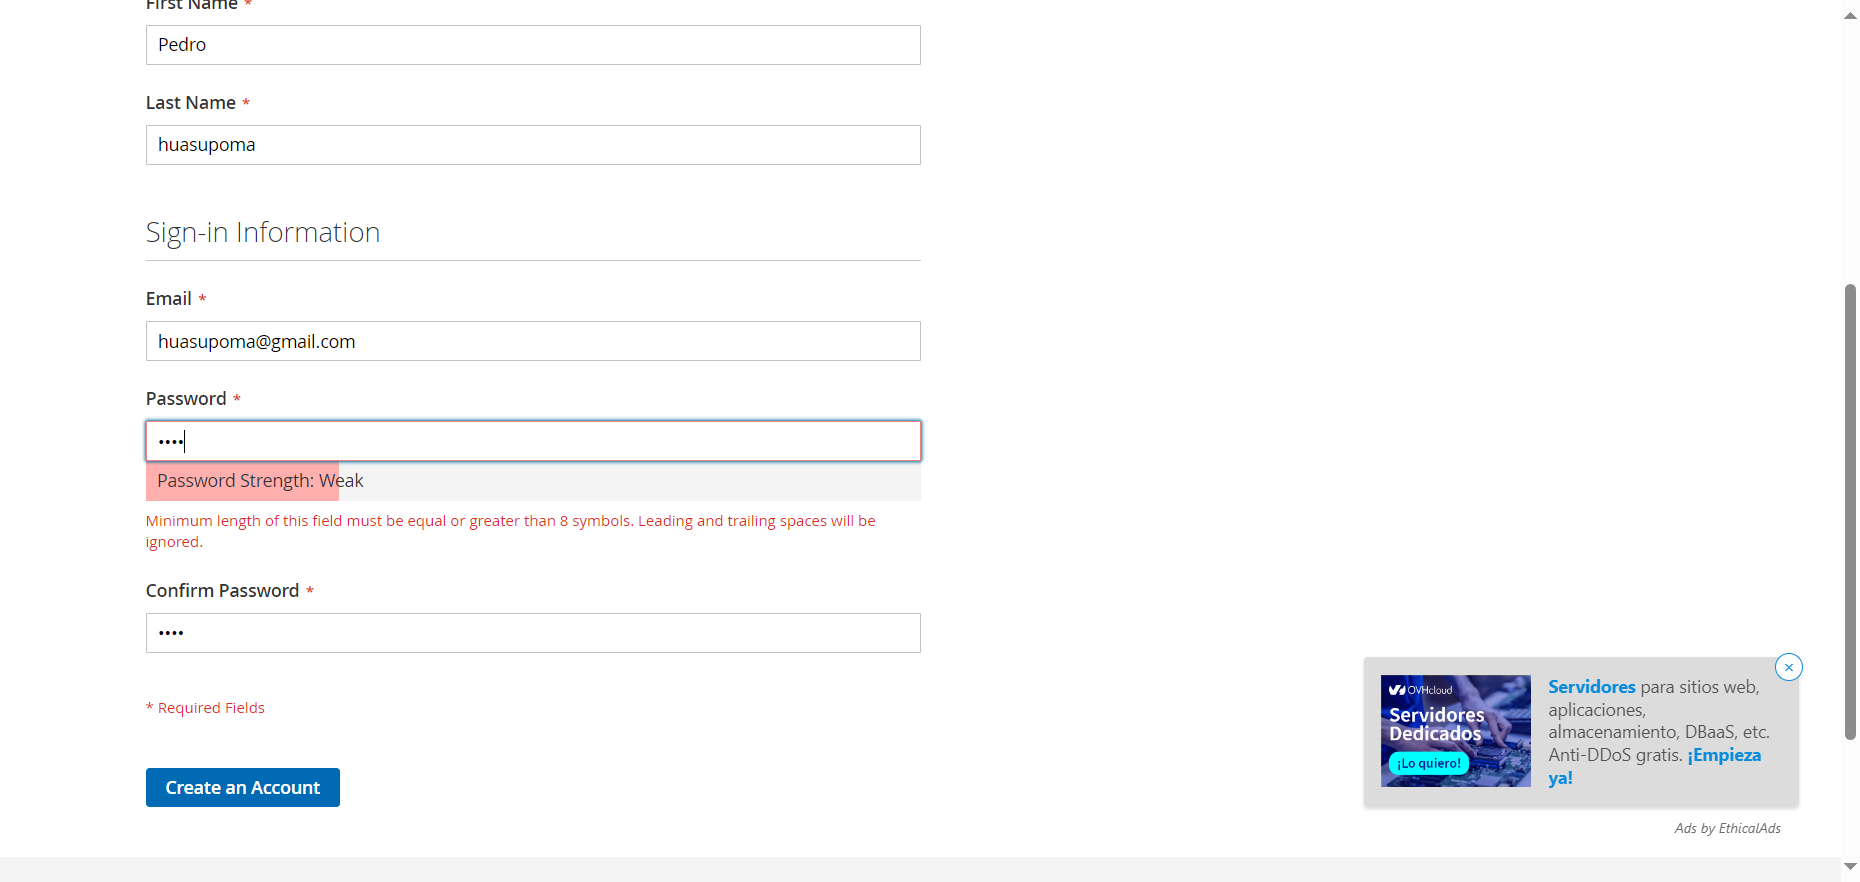 First Name *
Pedro
Last Name *
huasupoma
Sign-in Information
Email *
huasupoma@gmail.com
Password *
••••
Password Strength: Weak
Minimum length of this field must be equal or greater than 8 symbols. Leading and trailing spaces will be
ignored.
Confirm Password *
••••
* Required Fields
Create an Account
OVHcloud
Servidores
Dedicados
¡Lo quiero!
Servidores para sitios web,
aplicaciones,
almacenamiento, DBaaS, etc.
Anti-DDoS gratis. ¡Empieza
ya!
Ads by EthicalAds